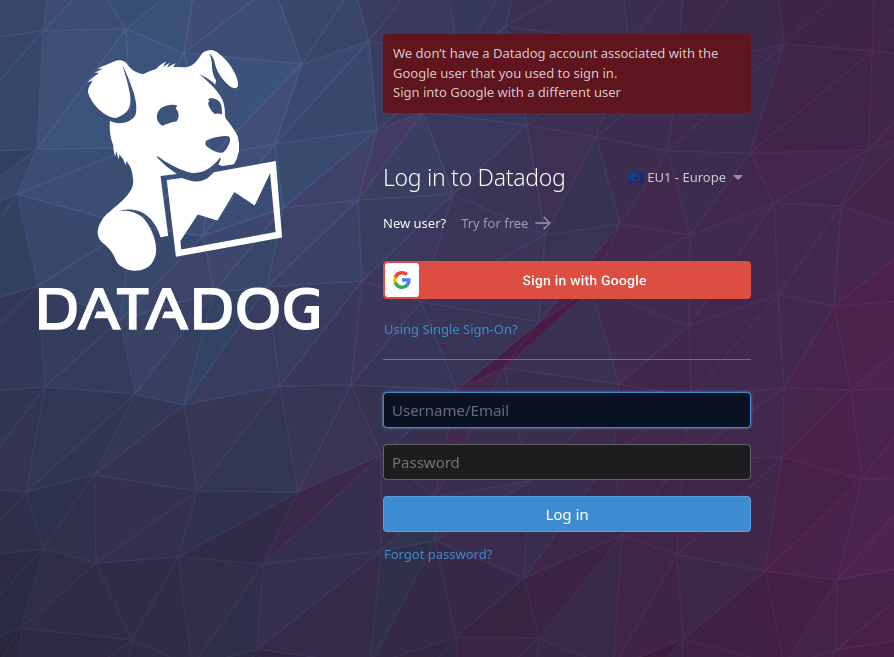 DATADOG
We don’t have a Datadog account associated with the
Google user that you used to sign in.
Sign into Google with a different user
Log in to Datadog
EU1 - Europe
New user? Try for free
Sign in with Google
Using Single Sign-On?
Username/Email
Password
Log in
Forgot password?